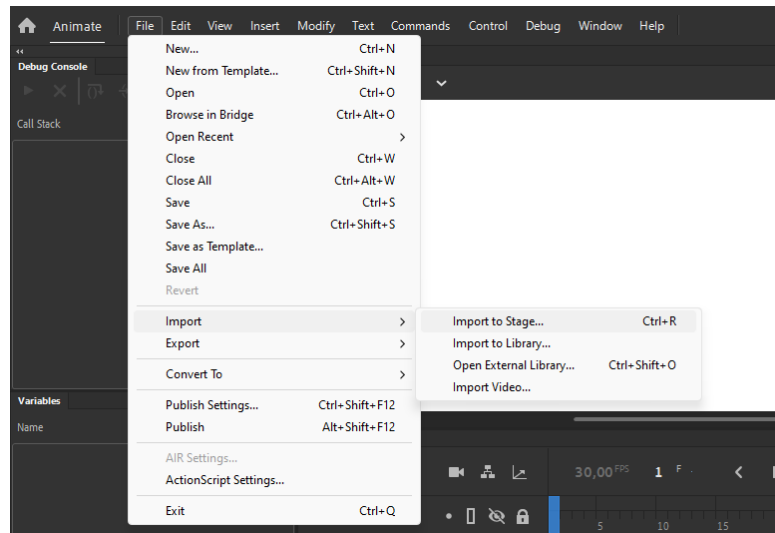 Animate File Edit View Insert Modify Text Commands Control Debug Window Help
Debug Console
Call Stack
New... Ctrl+N
New from Template... Ctrl+Shift+N
Open Ctrl+O
Browse in Bridge Ctrl+Alt+O
Open Recent
Close Ctrl+W
Close All Ctrl+Alt+W
Save Ctrl+S
Save As... Ctrl+Shift+S
Save as Template...
Save All
Revert
Import
Export
Convert To
Publish Settings... Ctrl+Shift+F12
Publish Alt+Shift+F12
AIR Settings...
ActionScript Settings...
Exit Ctrl+Q
Import to Stage... Ctrl+R
Import to Library...
Open External Library... Ctrl+Shift+O
Import Video...
Variables
Name
30,00 FPS 1 F
5 10 15